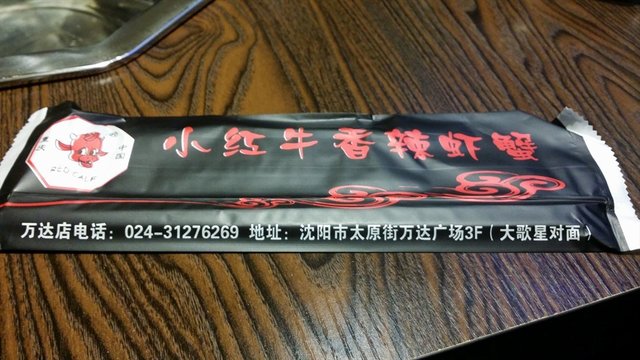 小红牛香辣虾蟹
万达店电话：024-31276269 地址：沈阳市太原街万达广场3F（大歌星对面）